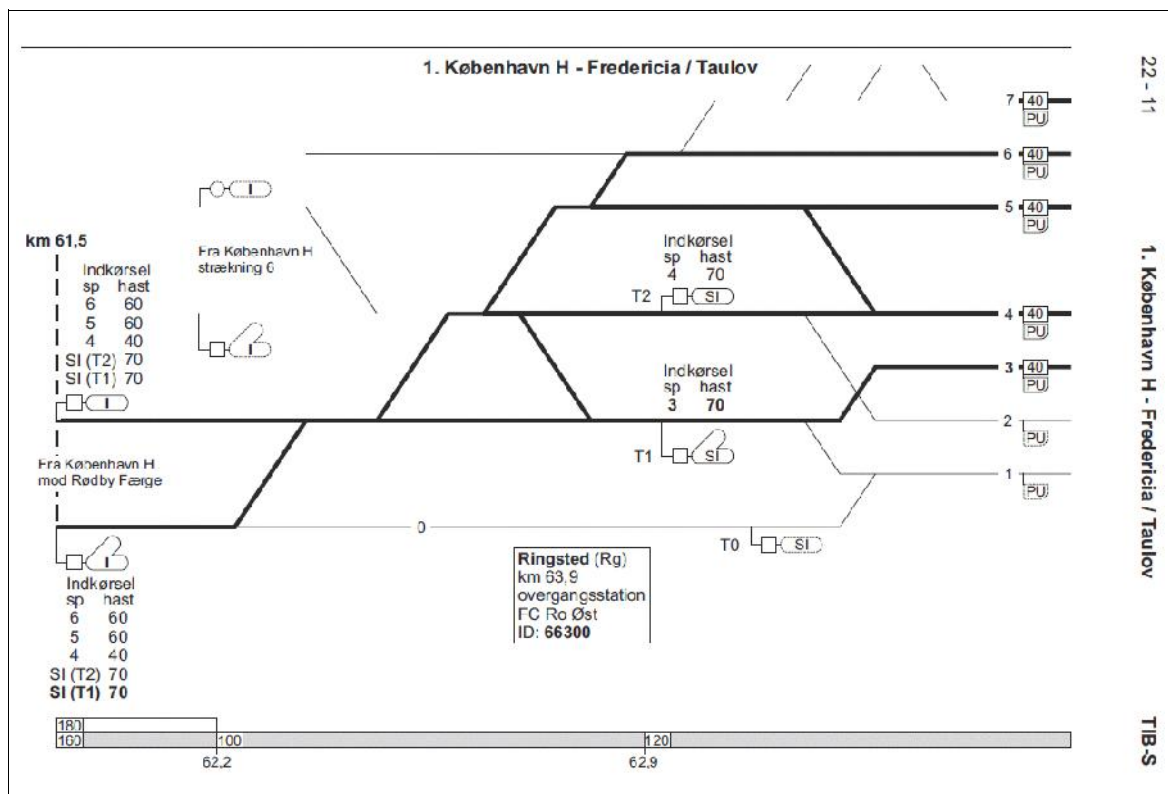 1. København H - Fredericia / Taulov
22 - 11
7 40
PU
6 40
PU
I
5 40
PU
km 61,5
Fra København H
strækning 6
Indkørsel
sp hast
4 70
T2 SI
Indkørsel
sp hast
6 60
5 60
4 40
SI (T2) 70
SI (T1) 70
I
I
4 40
PU
Indkørsel
sp hast
3 70
T1 SI
3 40
PU
2
PU
1
PU
Fra København H
mod Rødby Færge
0
T0 SI
I
Indkørsel
sp hast
6 60
5 60
4 40
SI (T2) 70
SI (T1) 70
Ringsted (Rg)
km 63,9
overgangsstation
FC Ro Øst
ID: 66300
1. København H - Fredericia / Taulov
TIB-S
180
160 100 120
62,2 62,9